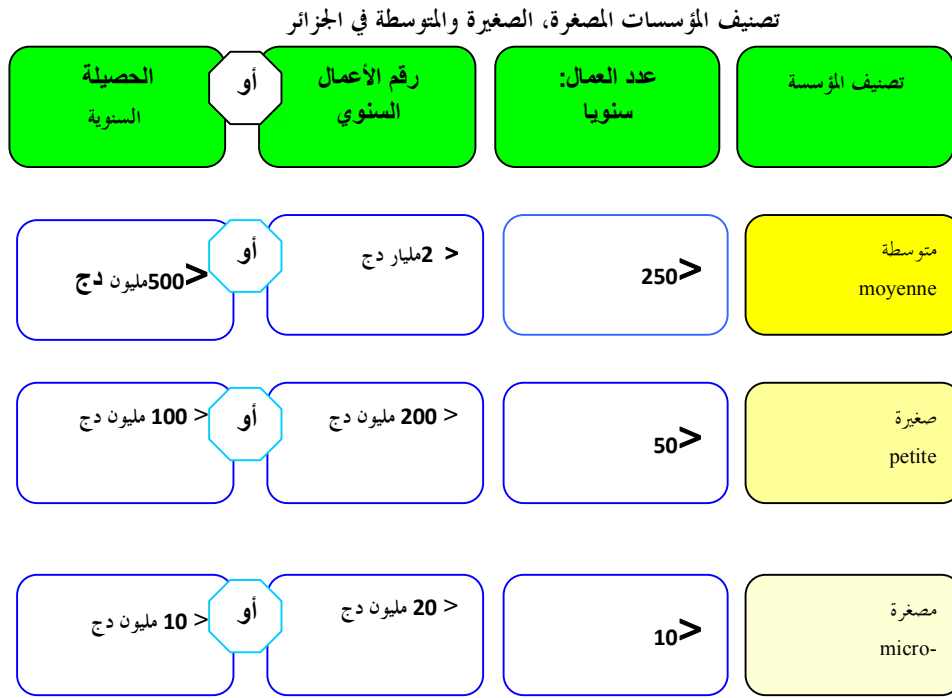 تصنيف المؤسسات المصغرة، الصغيرة والمتوسطة في الجزائر
تصنيف المؤسسة
عدد العمال:
سنويا
رقم الأعمال
السنوي
أو
الحصيلة
السنوية
متوسطة
moyenne
<250
< 2مليار دج
أو
<500مليون دج
صغيرة
petite
<50
< 200 مليون دج
أو
< 100 مليون دج
مصغرة
micro-
<10
< 20 مليون دج
أو
< 10 مليون دج